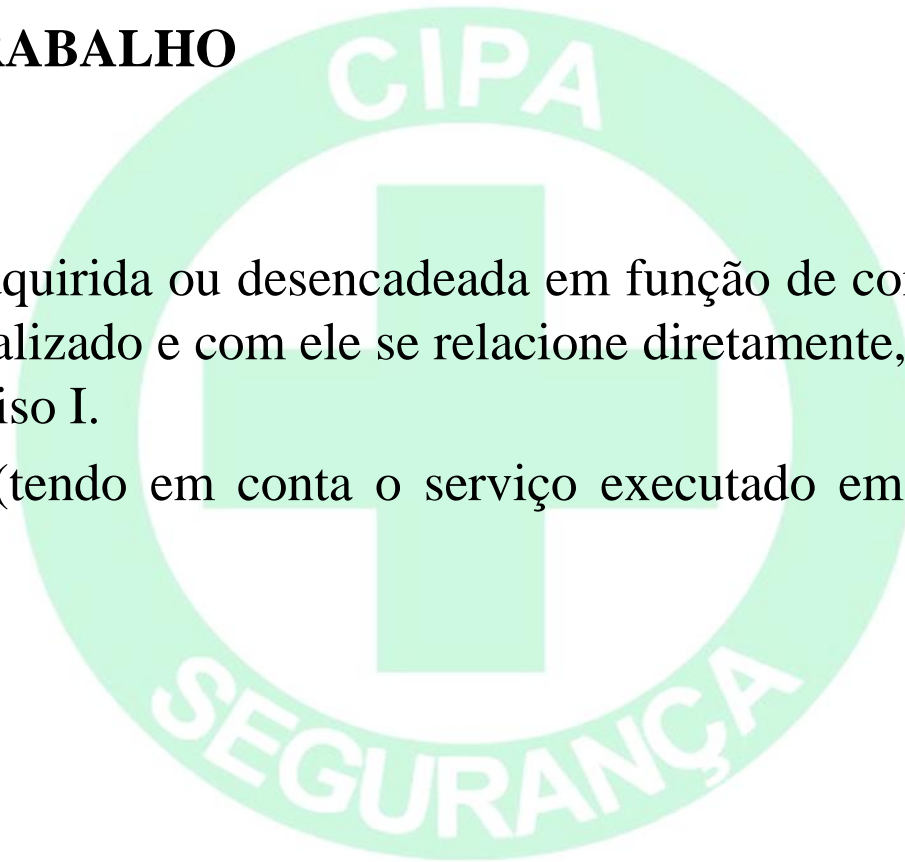 RABALHO
CIPA
quirida ou desencadeada em função de co
alizado e com ele se relacione diretamente,
iso I.
(tendo em conta o serviço executado em
SEGURANÇA